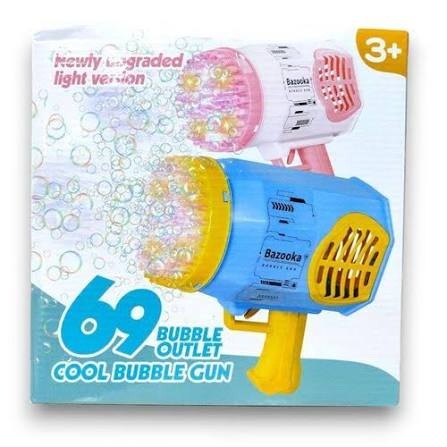 Newly upgraded
light version
3+
Bazooka
BUBBLE GUN
Bazooka
BUBBLE GUN
69
BUBBLE
OUTLET
COOL BUBBLE GUN